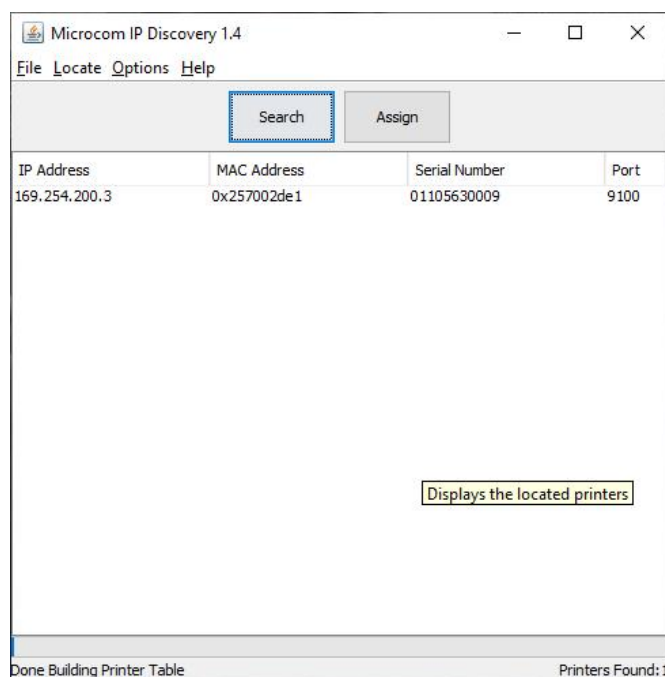 Microcom IP Discovery 1.4
File Locate Options Help
Search Assign
IP Address MAC Address Serial Number Port
169.254.200.3 0x257002de1 01105630009 9100
Displays the located printers
Done Building Printer Table Printers Found: 1